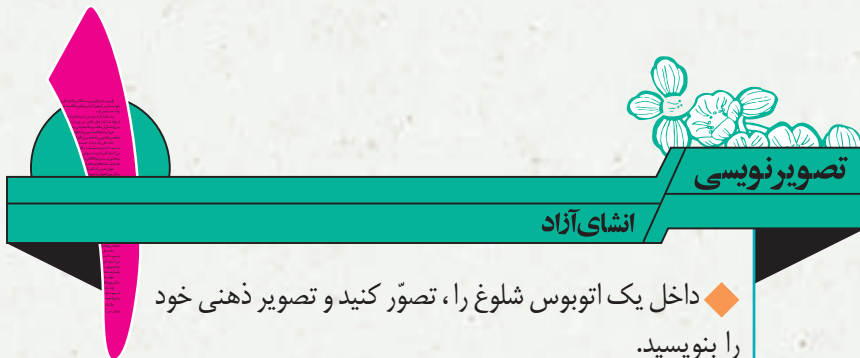 تصویرنویسی
انشای‌آزاد
داخل یک اتوبوس شلوغ را، تصوّر کنید و تصویر ذهنی خود
را بنویسید.